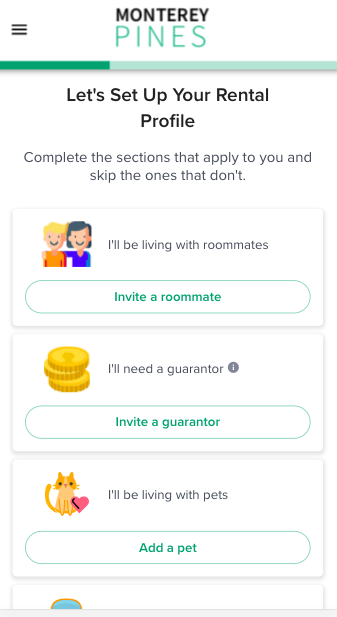 MONTEREY
PINES
Let's Set Up Your Rental
Profile
Complete the sections that apply to you and
skip the ones that don't.
I'll be living with roommates
Invite a roommate
I'll need a guarantor
Invite a guarantor
I'll be living with pets
Add a pet